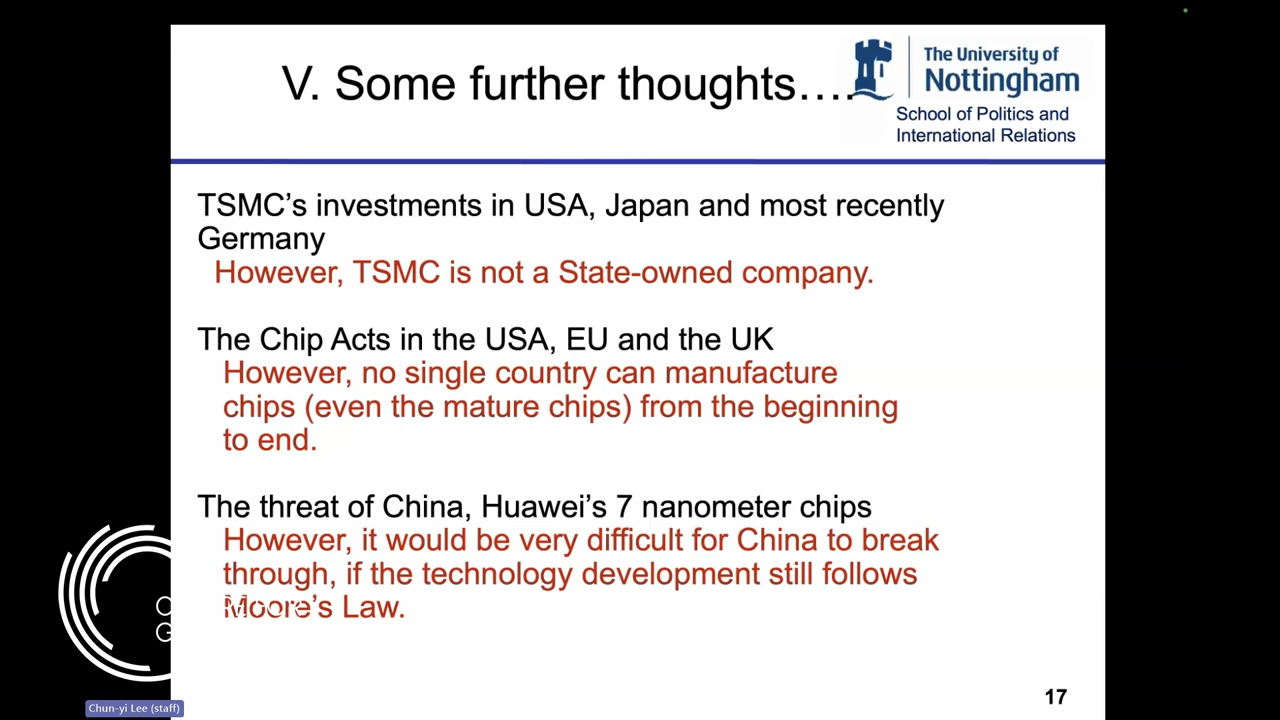 V. Some further thoughts….
The University of
Nottingham
School of Politics and
International Relations
TSMC’s investments in USA, Japan and most recently
Germany
However, TSMC is not a State-owned company.
The Chip Acts in the USA, EU and the UK
However, no single country can manufacture
chips (even the mature chips) from the beginning
to end.
The threat of China, Huawei’s 7 nanometer chips
However, it would be very difficult for China to break
through, if the technology development still follows
Moore’s Law.
17
Chun-yi Lee (staff)